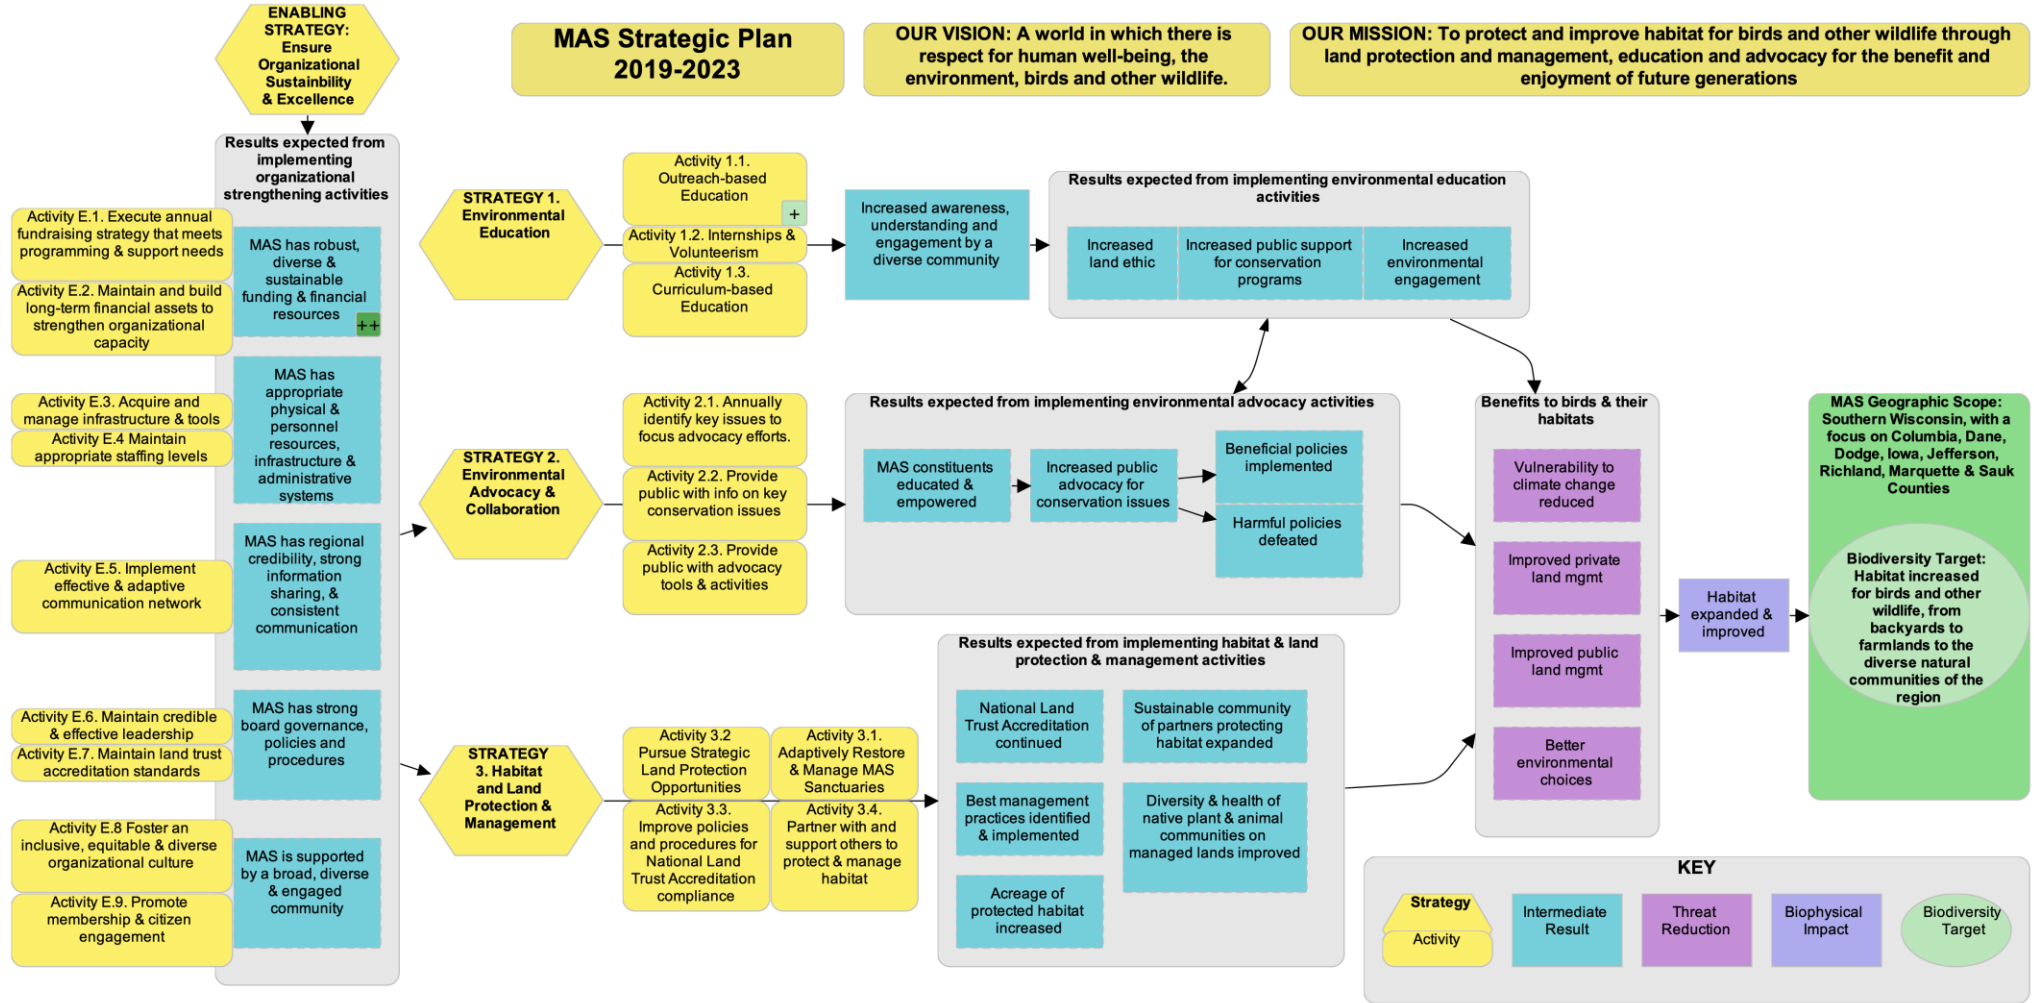 ENABLING
STRATEGY:
Ensure
Organizational
Sustainbility
& Excellence
MAS Strategic Plan
2019-2023
OUR VISION: A world in which there is
respect for human well-being, the
environment, birds and other wildlife.
OUR MISSION: To protect and improve habitat for birds and other wildlife through
land protection and management, education and advocacy for the benefit and
enjoyment of future generations
Results expected from
implementing
organizational
strengthening activities
Activity E.1. Execute annual
fundraising strategy that meets
programming & support needs
Activity E.2. Maintain and build
long-term financial assets to
strengthen organizational
capacity
MAS has robust,
diverse &
sustainable
funding & financial
resources
++
Activity E.3. Acquire and
manage infrastructure & tools
Activity E.4 Maintain
appropriate staffing levels
MAS has
appropriate
physical &
personnel
resources,
infrastructure &
administrative
systems
Activity E.5. Implement
effective & adaptive
communication network
MAS has regional
credibility, strong
information
sharing, &
consistent
communication
Activity E.6. Maintain credible
& effective leadership
Activity E.7. Maintain land trust
accreditation standards
MAS has strong
board governance,
policies and
procedures
Activity E.8 Foster an
inclusive, equitable & diverse
organizational culture
Activity E.9. Promote
membership & citizen
engagement
MAS is supported
by a broad, diverse
& engaged
community
STRATEGY 1.
Environmental
Education
Activity 1.1.
Outreach-based
Education
+
Activity 1.2. Internships &
Volunteerism
Activity 1.3.
Curriculum-based
Education
Increased awareness,
understanding and
engagement by a
diverse community
Results expected from implementing environmental education
activities
Increased
land ethic
Increased public support
for conservation
programs
Increased
environmental
engagement
STRATEGY 2.
Environmental
Advocacy &
Collaboration
Activity 2.1. Annually
identify key issues to
focus advocacy efforts.
Activity 2.2. Provide
public with info on key
conservation issues
Activity 2.3. Provide
public with advocacy
tools & activities
Results expected from implementing environmental advocacy activities
MAS constituents
educated &
empowered
Increased public
advocacy for
conservation issues
Beneficial policies
implemented
Harmful policies
defeated
STRATEGY
3. Habitat
and Land
Protection &
Management
Activity 3.2
Pursue Strategic
Land Protection
Opportunities
Activity 3.1.
Adaptively Restore
& Manage MAS
Sanctuaries
Activity 3.3.
Improve policies
and procedures for
National Land
Trust Accreditation
compliance
Activity 3.4.
Partner with and
support others to
protect & manage
habitat
Results expected from implementing habitat & land
protection & management activities
National Land
Trust Accreditation
continued
Sustainable community
of partners protecting
habitat expanded
Best management
practices identified
& implemented
Diversity & health of
native plant & animal
communities on
managed lands improved
Acreage of
protected habitat
increased
Benefits to birds & their
habitats
Vulnerability to
climate change
reduced
Improved private
land mgmt
Improved public
land mgmt
Better
environmental
choices
Habitat
expanded &
improved
MAS Geographic Scope:
Southern Wisconsin, with a
focus on Columbia, Dane,
Dodge, Iowa, Jefferson,
Richland, Marquette & Sauk
Counties
Biodiversity Target:
Habitat increased
for birds and other
wildlife, from
backyards to
farmlands to the
diverse natural
communities of the
region
KEY
Strategy
Activity
Intermediate
Result
Threat
Reduction
Biophysical
Impact
Biodiversity
Target